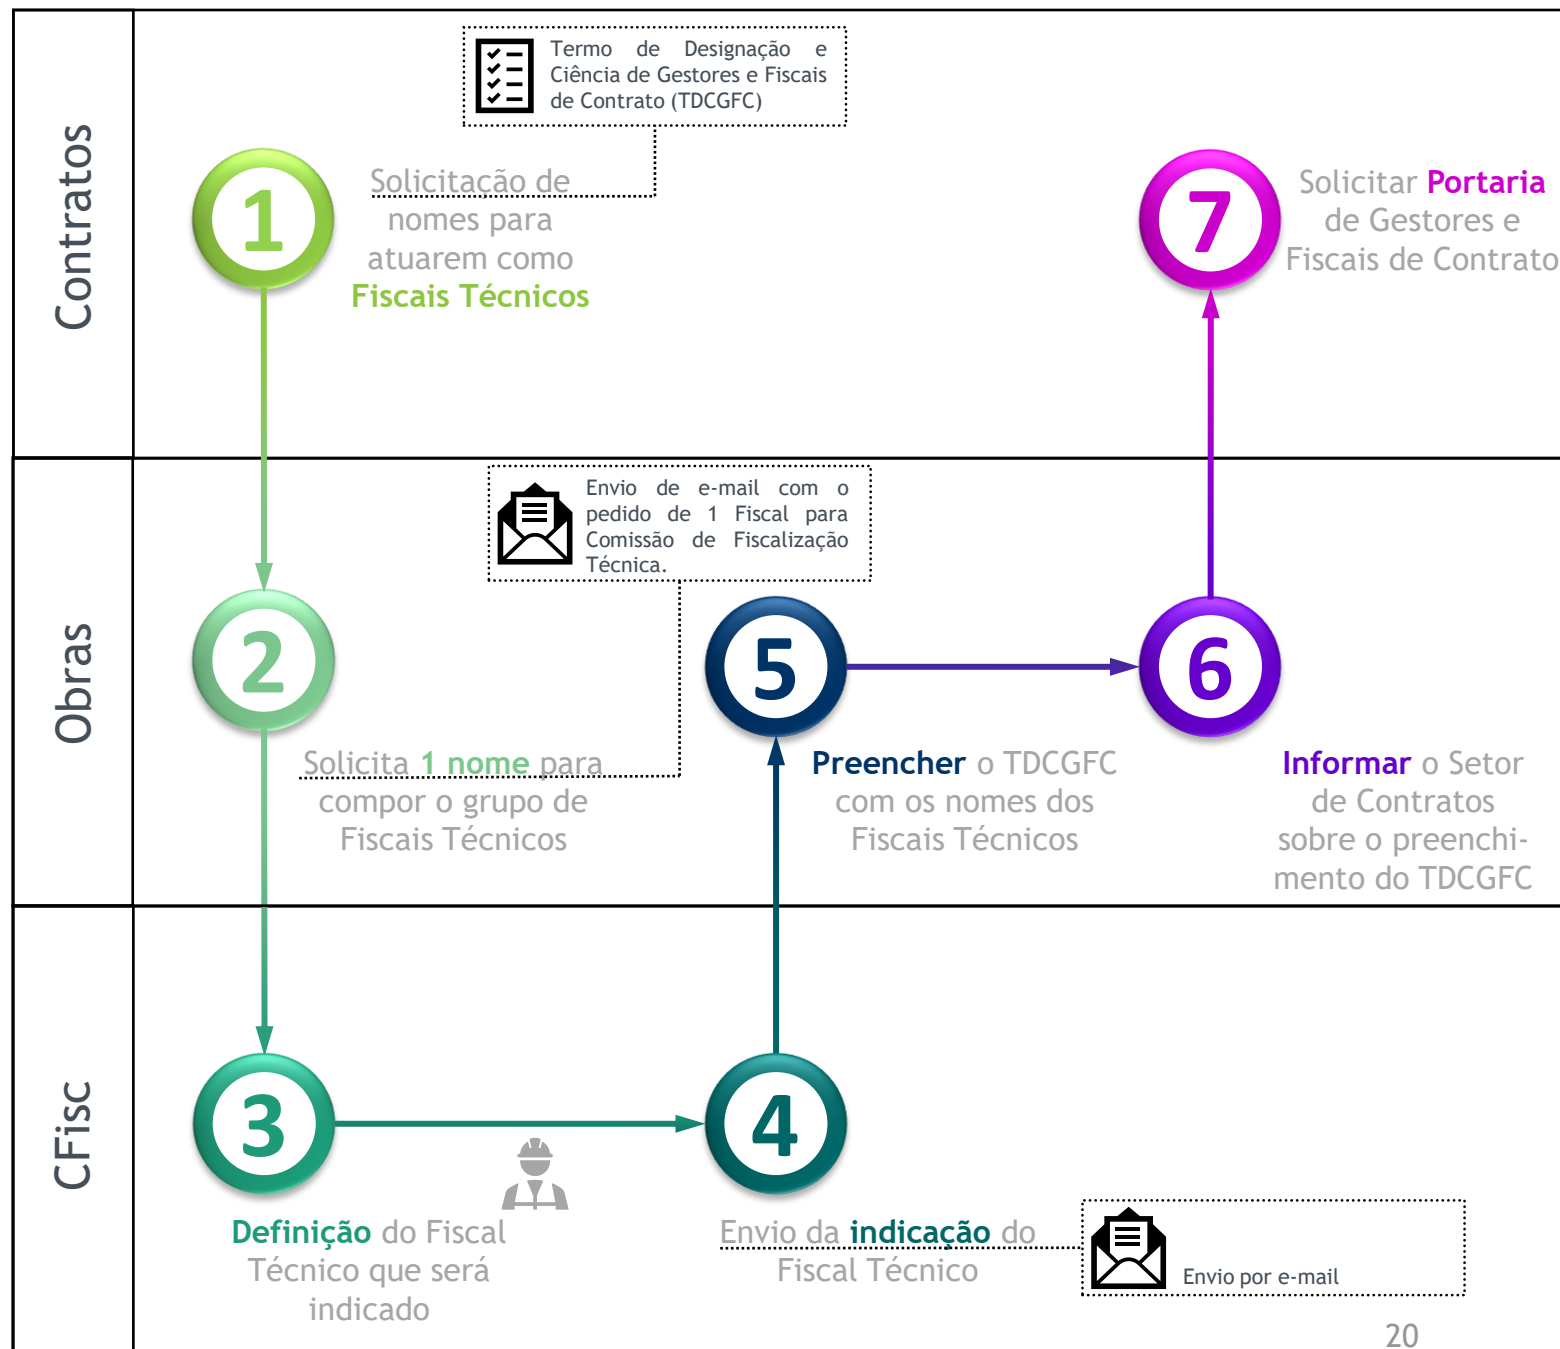 Contratos
Termo de Designação e
Ciência de Gestores e Fiscais
de Contrato (TDCGFC)
1
Solicitação de
nomes para
atuarem como
Fiscais Técnicos
7
Solicitar Portaria
de Gestores e
Fiscais de Contrato
Obras
Envio de e-mail com o
pedido de 1 Fiscal para
Comissão de Fiscalização
Técnica.
2
Solicita 1 nome para
compor o grupo de
Fiscais Técnicos
5
Preencher o TDCGFC
com os nomes dos
Fiscais Técnicos
6
Informar o Setor
de Contratos
sobre o preenchi-
mento do TDCGFC
CFisc
3
Definição do Fiscal
Técnico que será
indicado
4
Envio da indicação do
Fiscal Técnico
Envio por e-mail
20